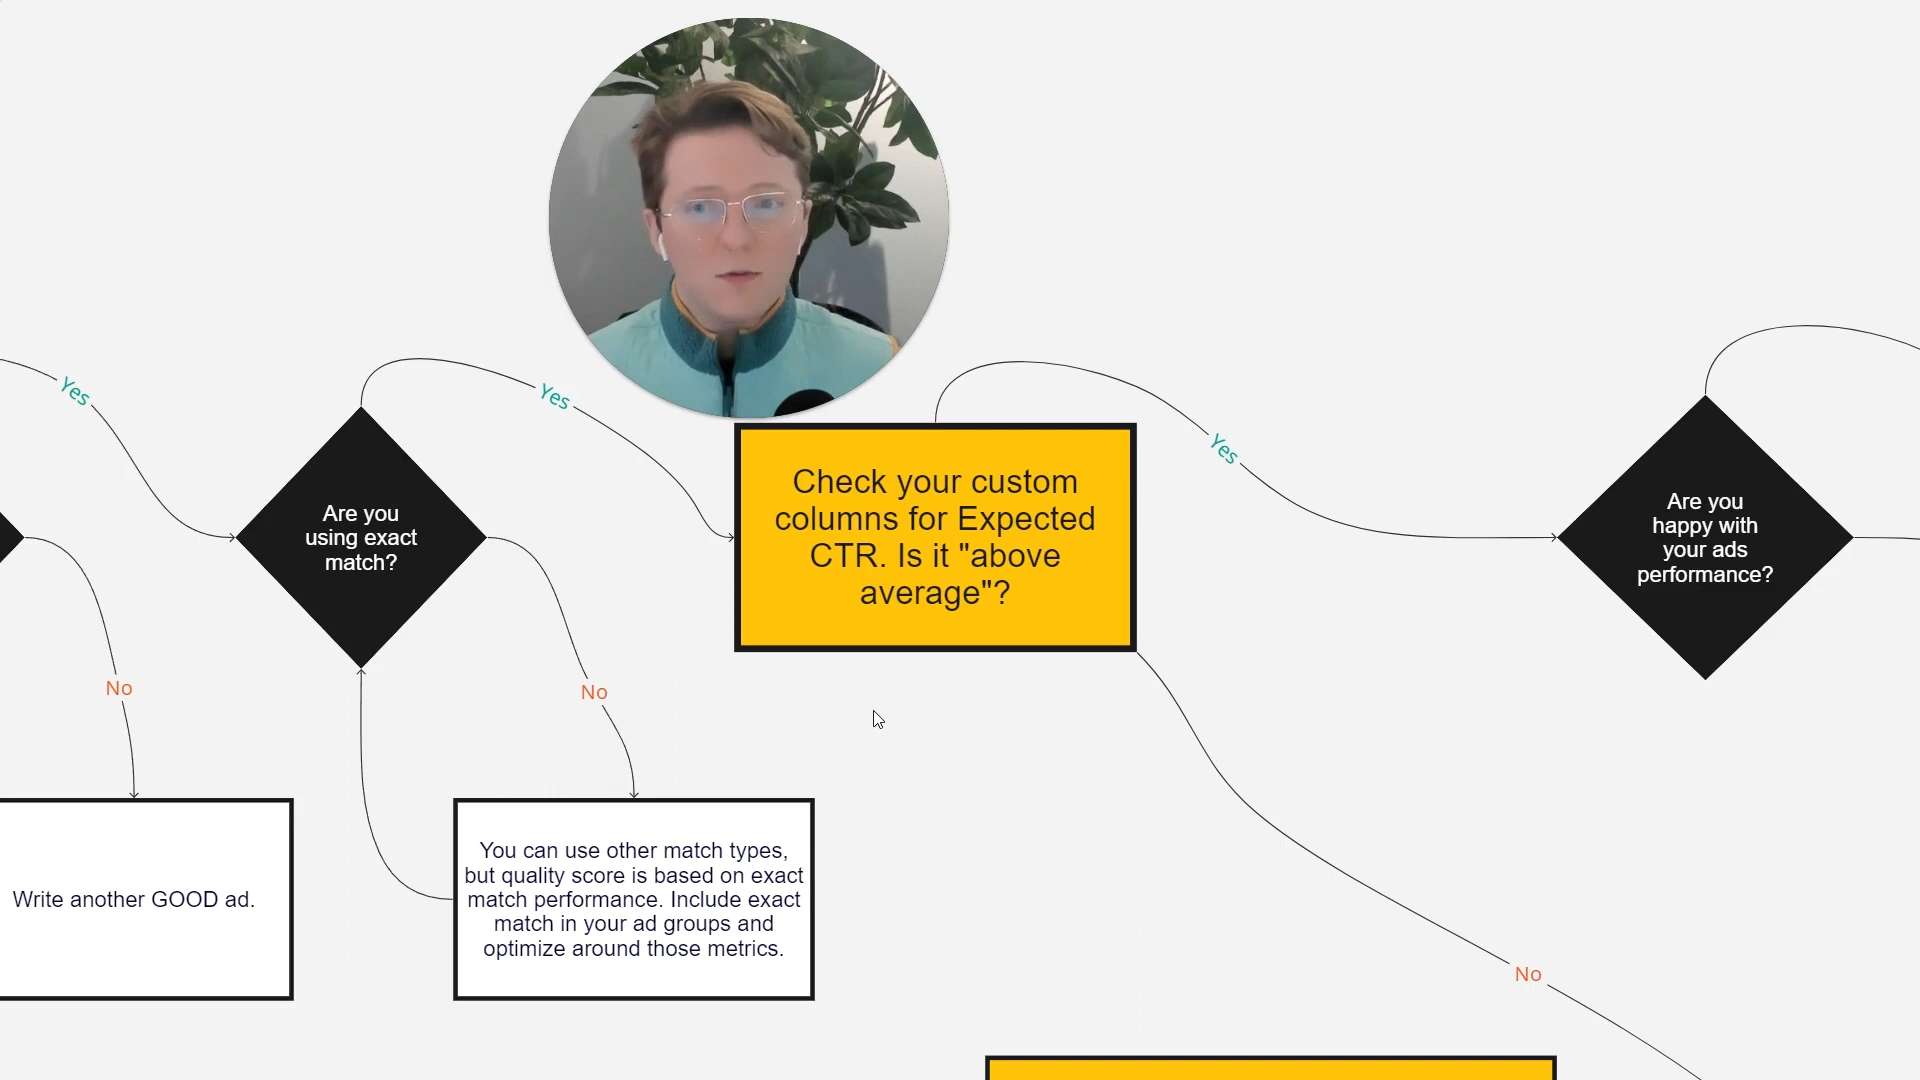 Yes
Yes
Yes
Are you
using exact
match?
Check your custom
columns for Expected
CTR. Is it "above
average"?
Are you
happy with
your ads
performance?
No
No
Write another GOOD ad.
You can use other match types,
but quality score is based on exact
match performance. Include exact
match in your ad groups and
optimize around those metrics.
No